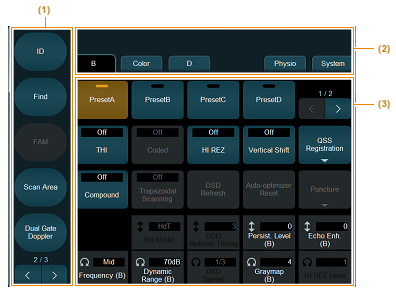 (1)
(2)
(3)
ID
Find
FAM
Scan Area
Dual Gate
Doppler
2 / 3
B Color D Physio System
PresetA PresetB PresetC PresetD 1 / 2
Off Off Off Off
THI Coded HI REZ Vertical Shift QSS
Registration
Off
Compound Trapezoidal
Scanning DSD
Refresh Auto-optimizer
Reset Puncture
HdT 3 0 0
THI Mode DSD
Refresh Timing Persist. Level
(B) Echo Enh.
(B)
Mid 70dB 1/3 4 1
Frequency (B) Dynamic
Range (B) DSD
Speed Graymap
(B) HI REZ Level